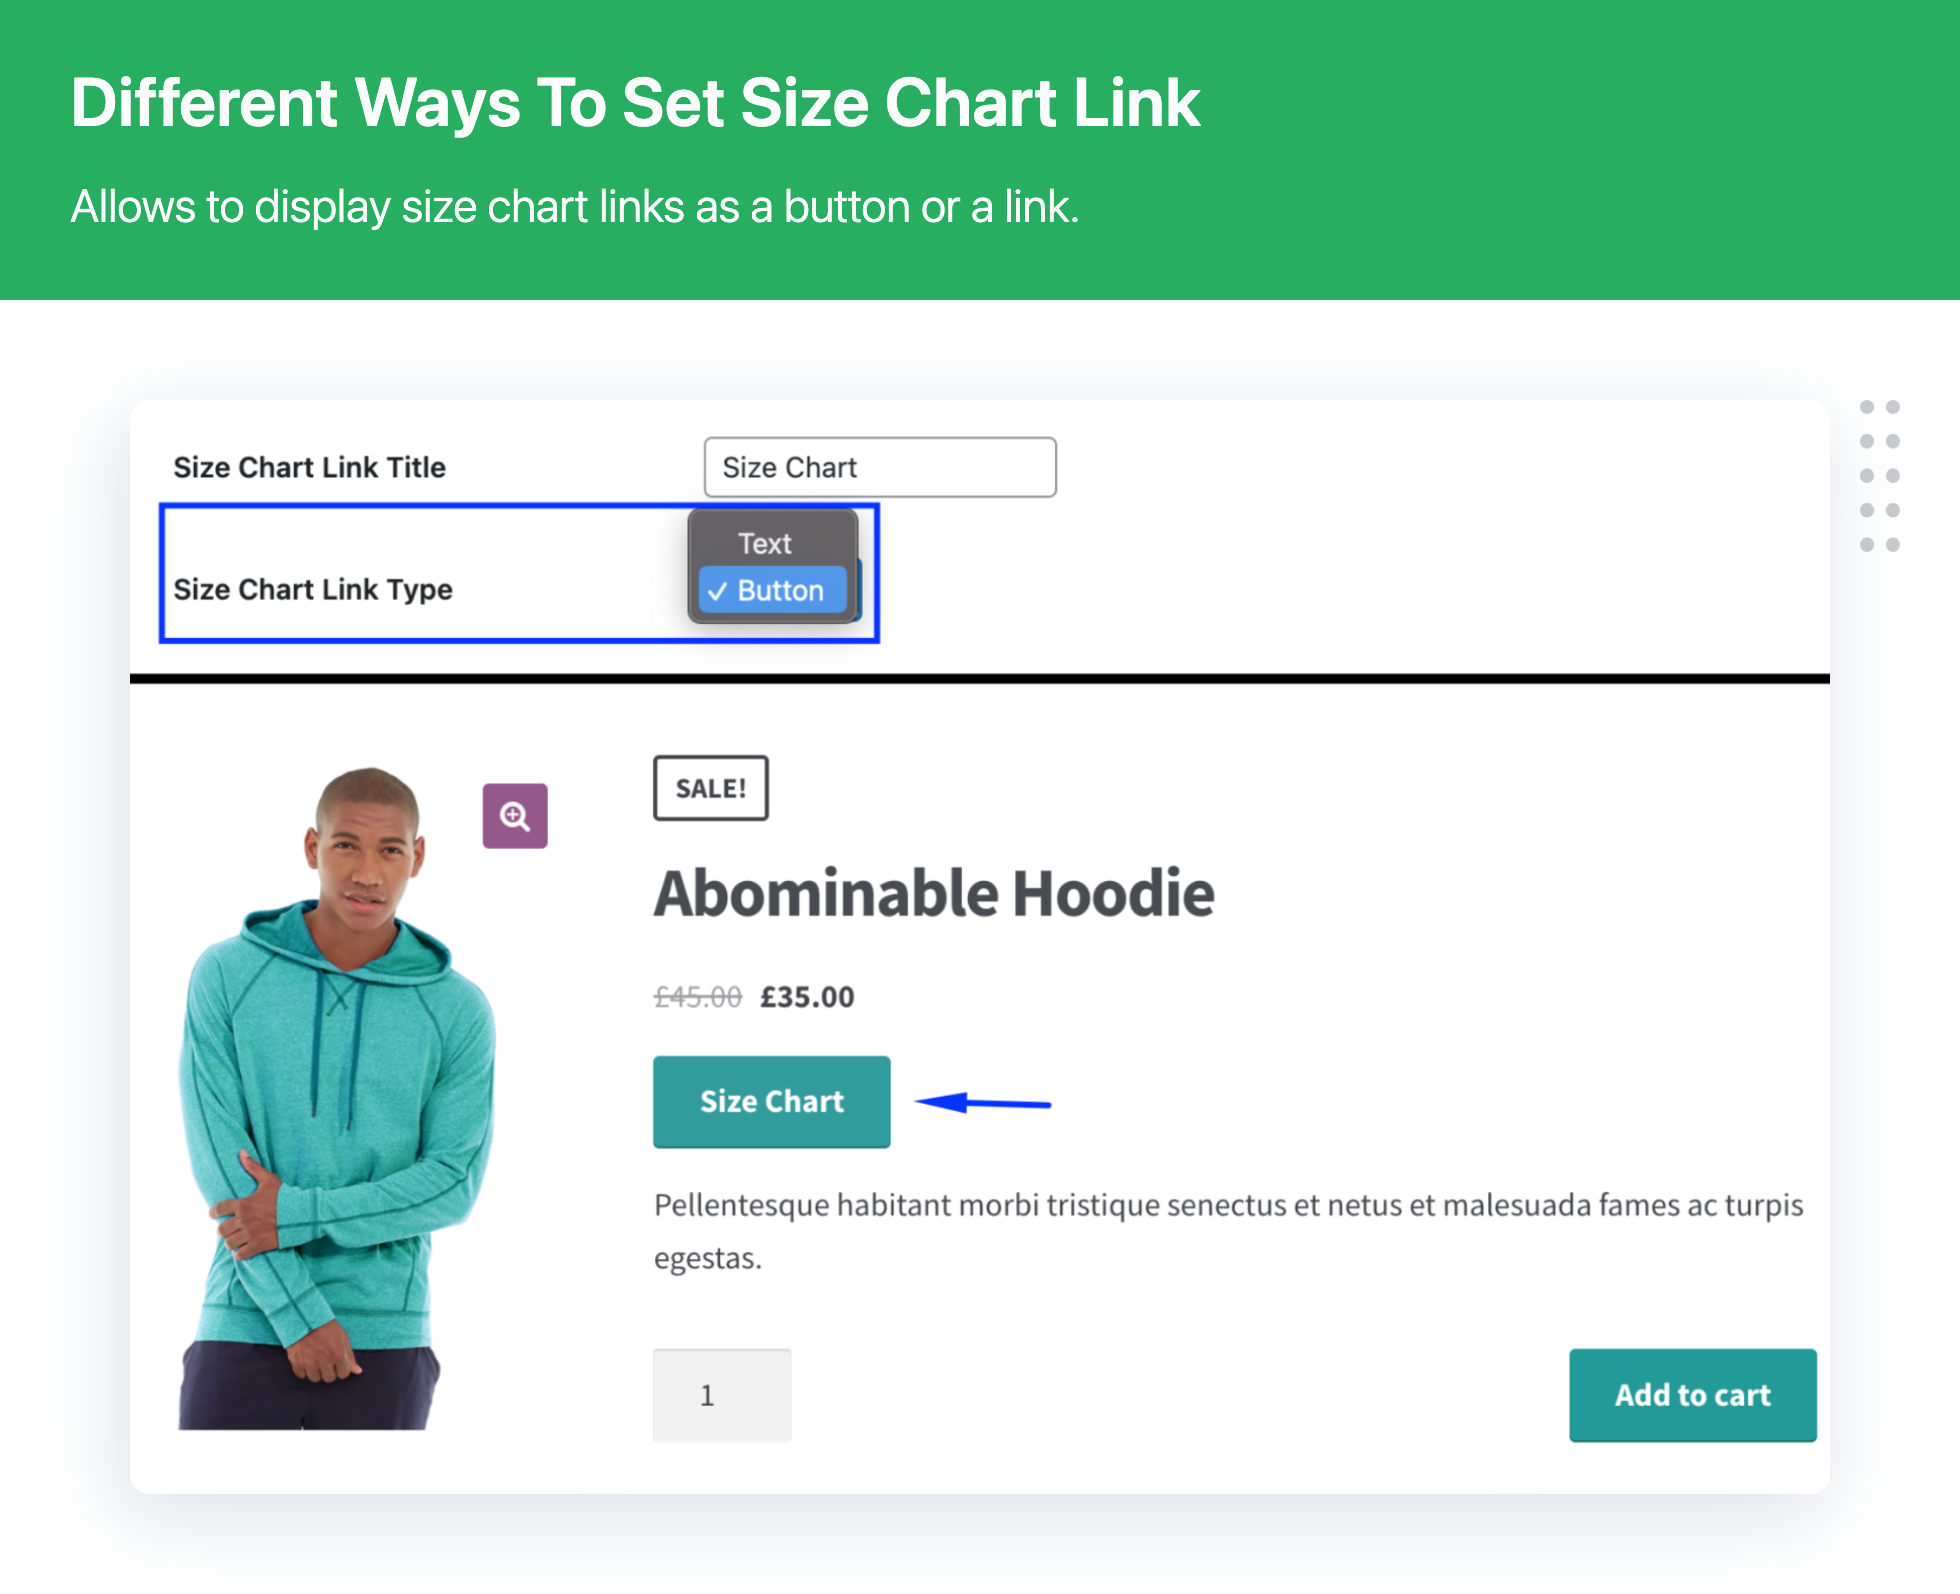 Different Ways To Set Size Chart Link
Allows to display size chart links as a button or a link.
Size Chart Link Title
Size Chart
Text
Size Chart Link Type
✓ Button
SALE!
Abominable Hoodie
£45.00 £35.00
Size Chart
Pellentesque habitant morbi tristique senectus et netus et malesuada fames ac turpis
egestas.
1
Add to cart